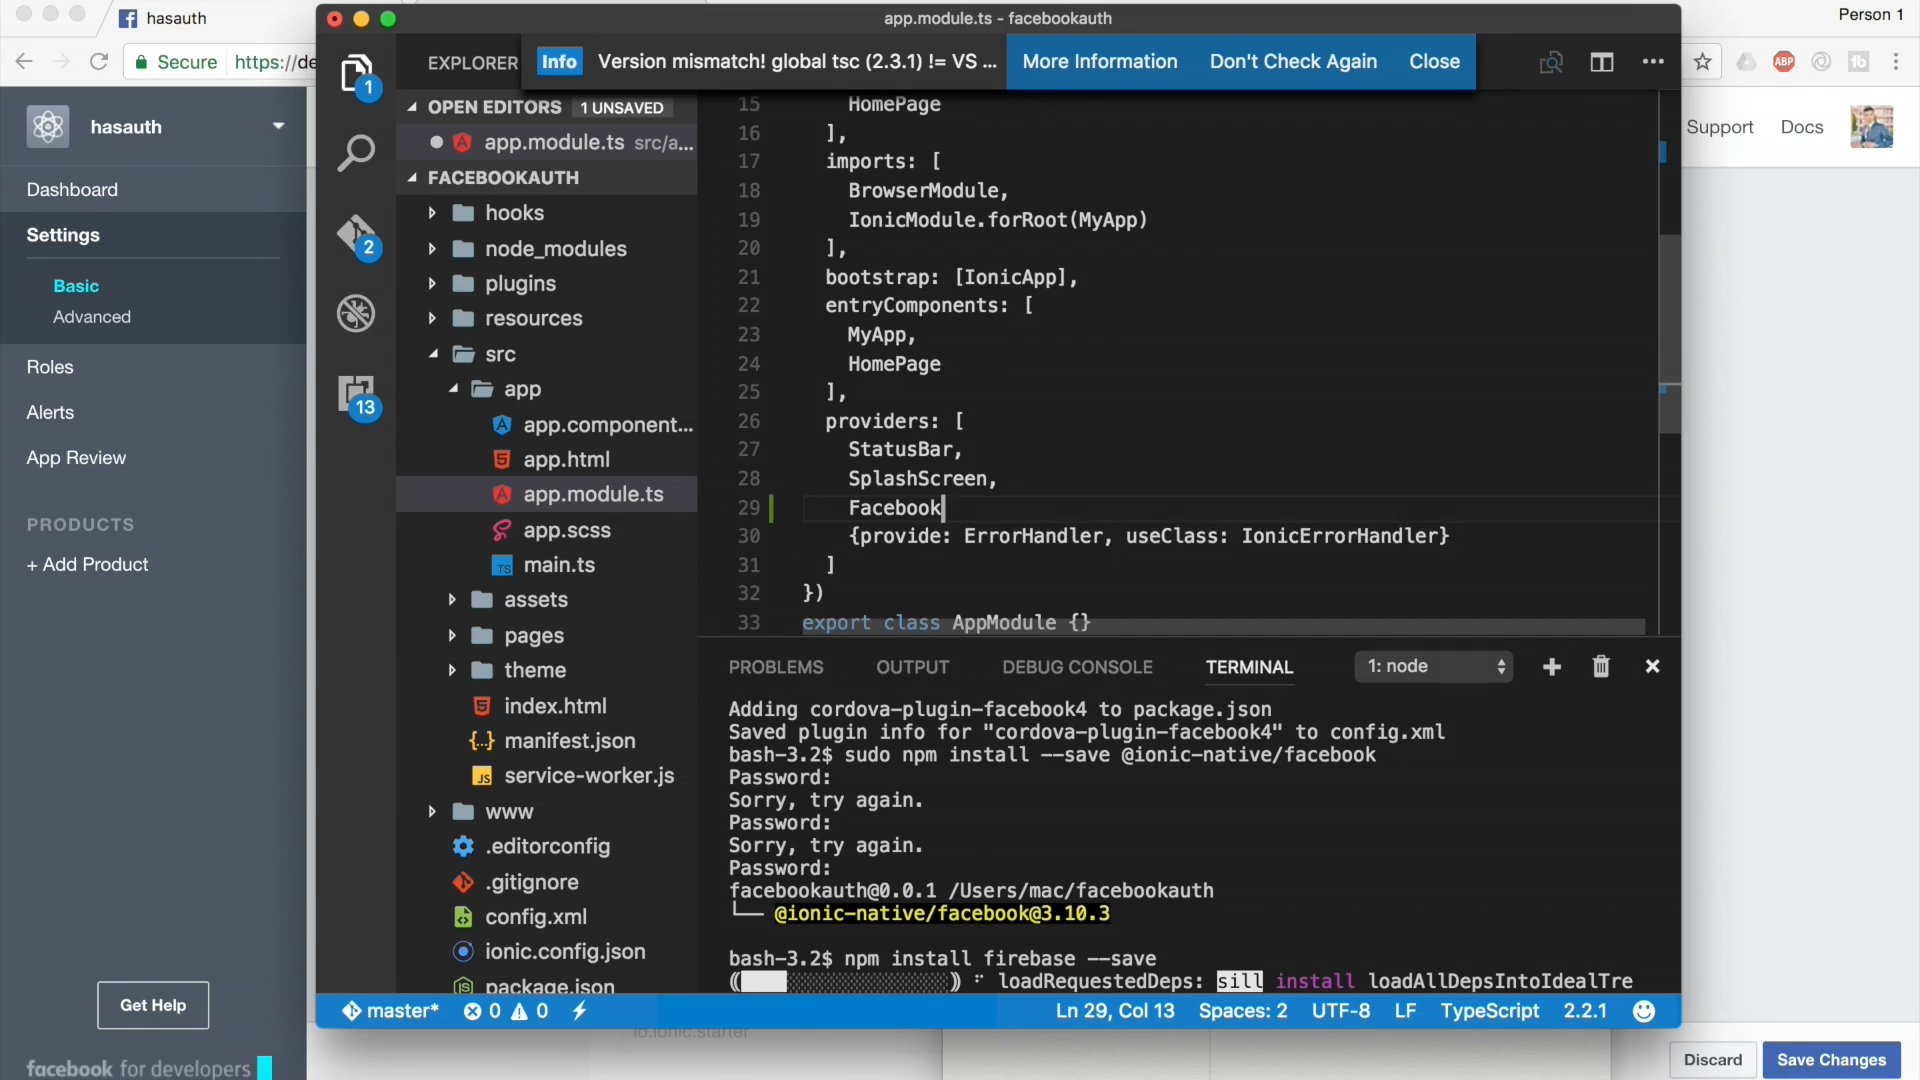 hasauth
Secure https://de
hasauth
Dashboard
Settings
Basic
Advanced
Roles
Alerts
App Review
PRODUCTS
+ Add Product
Get Help
facebook for developers
app.module.ts - facebookauth
EXPLORER
Info Version mismatch! global tsc (2.3.1) != VS ...
More Information Don't Check Again Close
1
2
13
OPEN EDITORS 1 UNSAVED
app.module.ts src/a...
FACEBOOKAUTH
hooks
node_modules
plugins
resources
src
app
app.component...
app.html
app.module.ts
app.scss
main.ts
assets
pages
theme
index.html
manifest.json
service-worker.js
www
.editorconfig
.gitignore
config.xml
ionic.config.json
package.json
15 HomePage
16 ],
17 imports: [
18 BrowserModule,
19 IonicModule.forRoot(MyApp)
20 ],
21 bootstrap: [IonicApp],
22 entryComponents: [
23 MyApp,
24 HomePage
25 ],
26 providers: [
27 StatusBar,
28 SplashScreen,
29 Facebook
30 {provide: ErrorHandler, useClass: IonicErrorHandler}
31 ]
32 })
33 export class AppModule {}
PROBLEMS OUTPUT DEBUG CONSOLE TERMINAL 1: node
Adding cordova-plugin-facebook4 to package.json
Saved plugin info for "cordova-plugin-facebook4" to config.xml
bash-3.2$ sudo npm install --save @ionic-native/facebook
Password:
Sorry, try again.
Password:
Sorry, try again.
Password:
facebookauth@0.0.1 /Users/mac/facebookauth
└── @ionic-native/facebook@3.10.3
bash-3.2$ npm install firebase --save
loadRequestedDeps: sill install loadAllDepsIntoIdealTre
master* 0 0 Ln 29, Col 13 Spaces: 2 UTF-8 LF TypeScript 2.2.1
io.ionic.starter
Person 1
ABP
Support Docs
Discard Save Changes